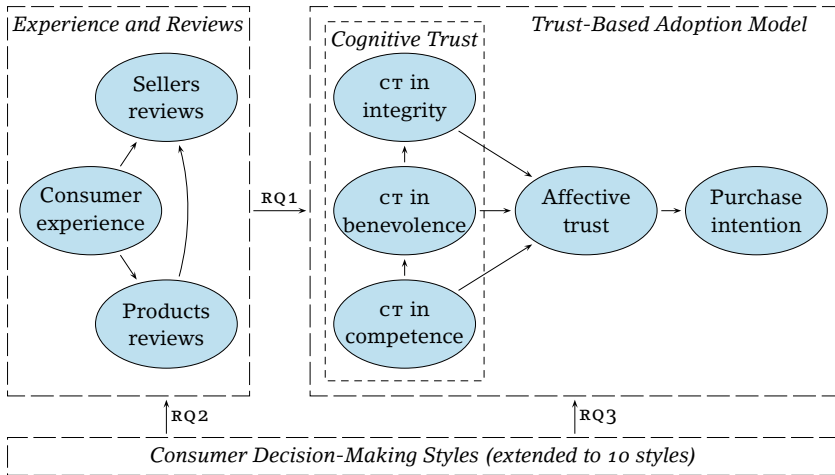 Experience and Reviews
Sellers
reviews
Consumer
experience
Products
reviews
RQ1
Trust-Based Adoption Model
Cognitive Trust
CT in
integrity
CT in
benevolence
CT in
competence
Affective
trust
Purchase
intention
RQ2
RQ3
Consumer Decision-Making Styles (extended to 10 styles)